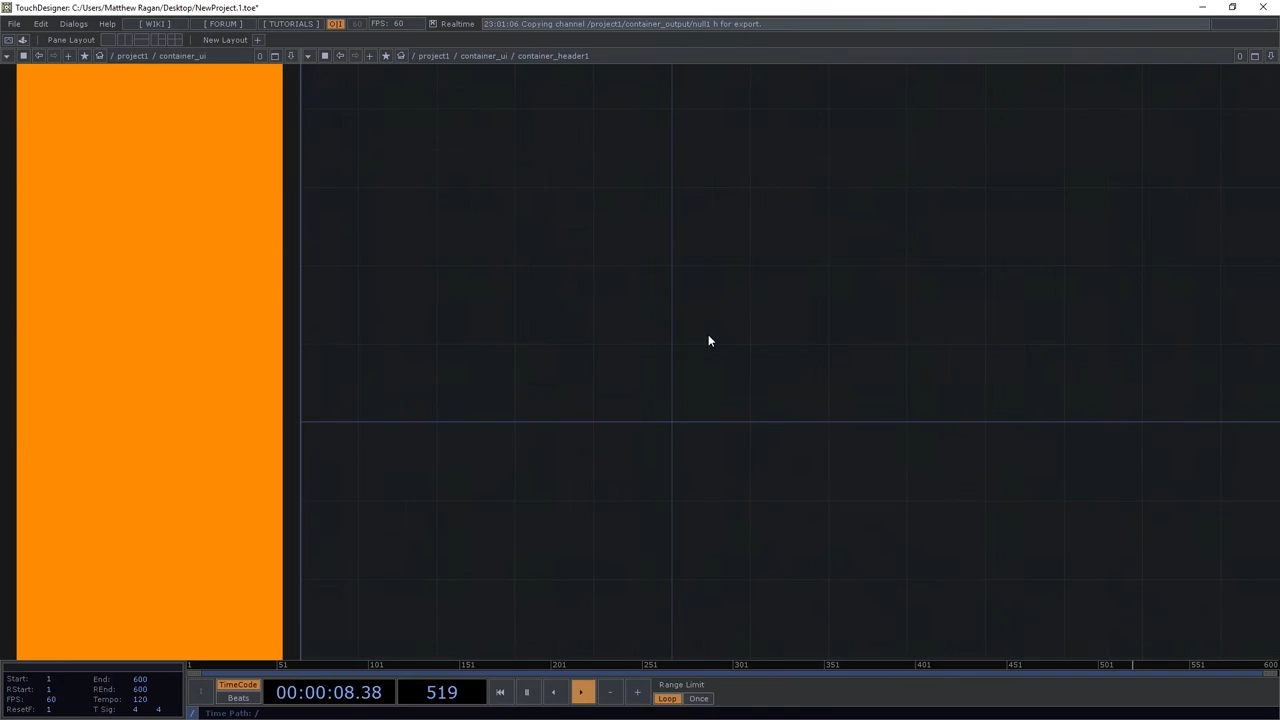 TouchDesigner: C:/Users/Matthew Ragan/Desktop/NewProject.1.toe*
File Edit Dialogs Help [ WIKI ] [ FORUM ] [ TUTORIALS ] O|I 60 FPS: 60 Realtime 23:01:06 Copying channel /project1/container_output/null1 h for export.
Pane Layout New Layout +
/ project1 / container_ui 0 / project1 / container_ui / container_header1 0
1 51 101 151 201 251 301 351 401 451 501 551 600
Start: 1 End: 600
RStart: 1 REnd: 600
FPS: 60 Tempo: 120
ResetF: 1 T Sig: 4 4
1 TimeCode Beats 00:00:08.38 519 - + Range Limit
Loop Once
/ Time Path: /